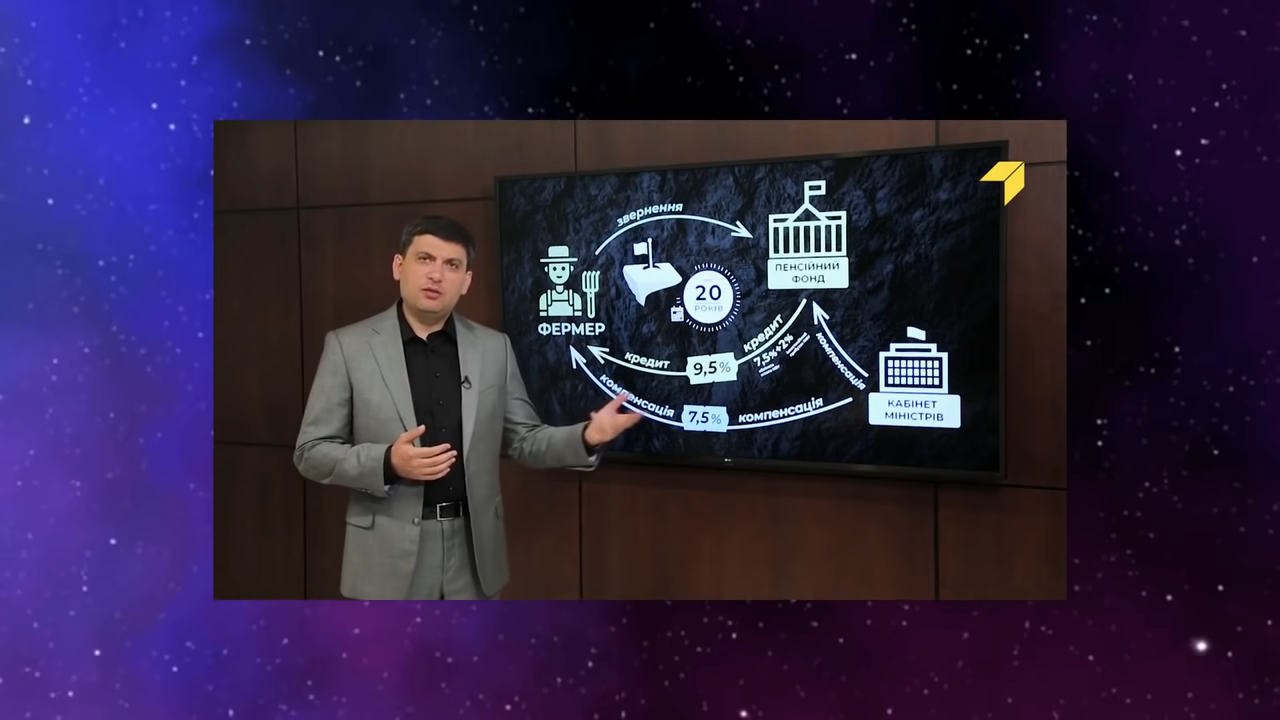 звернення
ПЕНСІЙНИЙ
ФОНД
20
РОКІВ
ФЕРМЕР
кредит
9,5%
кредит
7,5%+2%
компенсація
компенсація
7,5%
компенсація
КАБІНЕТ
МІНІСТРІВ